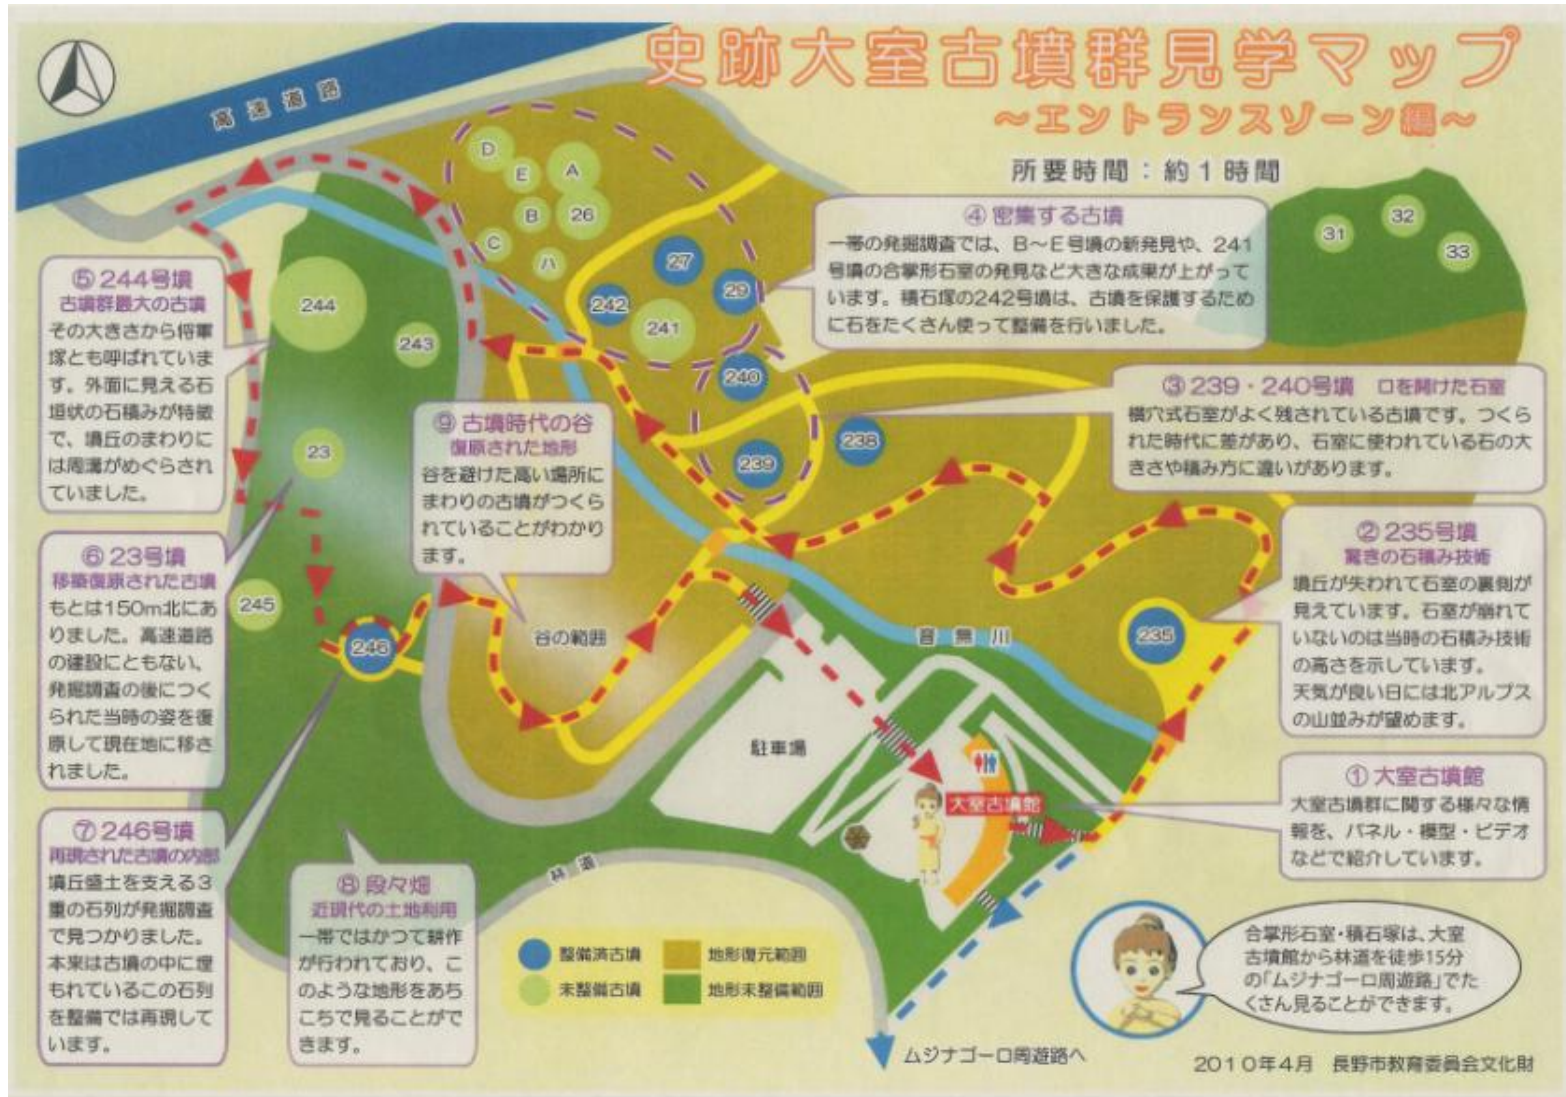 史跡大室古墳群見学マップ
～エントランスゾーン編～
所要時間：約１時間
高速道路
D
E
A
B
26
C
ハ
27
29
242
241
240
239
238
31
32
33
244
243
23
245
246
235
④ 密集する古墳
一帯の発掘調査では、B～E号墳の新発見や、241
号墳の合掌形石室の発見など大きな成果が上がって
います。積石塚の242号墳は、古墳を保護するため
に石をたくさん使って整備を行いました。
⑤ 244号墳
古墳群最大の古墳
その大きさから将軍
塚とも呼ばれていま
す。外面に見える石
垣状の石積みが特徴
で、墳丘のまわりに
は周溝がめぐらされ
ていました。
③ 239・240号墳　口を開けた石室
横穴式石室がよく残されている古墳です。つくら
れた時代に差があり、石室に使われている石の大
きさや積み方に違いがあります。
⑨ 古墳時代の谷
復原された地形
谷を避けた高い場所に
まわりの古墳がつくら
れていることがわかり
ます。
② 235号墳
驚きの石積み技術
墳丘が失われて石室の裏側が
見えています。石室が崩れて
いないのは当時の石積み技術
の高さを示しています。
天気が良い日には北アルプス
の山並みが望めます。
⑥ 23号墳
移築復原された古墳
もとは150m北にあ
りました。高速道路
の建設にともない、
発掘調査の後につく
られた当時の姿を復
原して現在地に移さ
れました。
谷の範囲
音無川
駐車場
大室古墳館
① 大室古墳館
大室古墳群に関する様々な情
報を、パネル・模型・ビデオ
などで紹介しています。
⑦ 246号墳
再現された古墳の内部
墳丘盛土を支える３
重の石列が発掘調査
で見つかりました。
本来は古墳の中に埋
もれているこの石列
を整備では再現して
います。
⑧ 段々畑
近現代の土地利用
一帯ではかつて耕作
が行われており、こ
のような地形をあち
こちで見ることがで
きます。
林道
整備済古墳
地形復元範囲
未整備古墳
地形未整備範囲
合掌形石室・積石塚は、大室
古墳館から林道を徒歩15分
の「ムジナゴーロ周遊路」でた
くさん見ることができます。
ムジナゴーロ周遊路へ
２０１０年４月　長野市教育委員会文化財